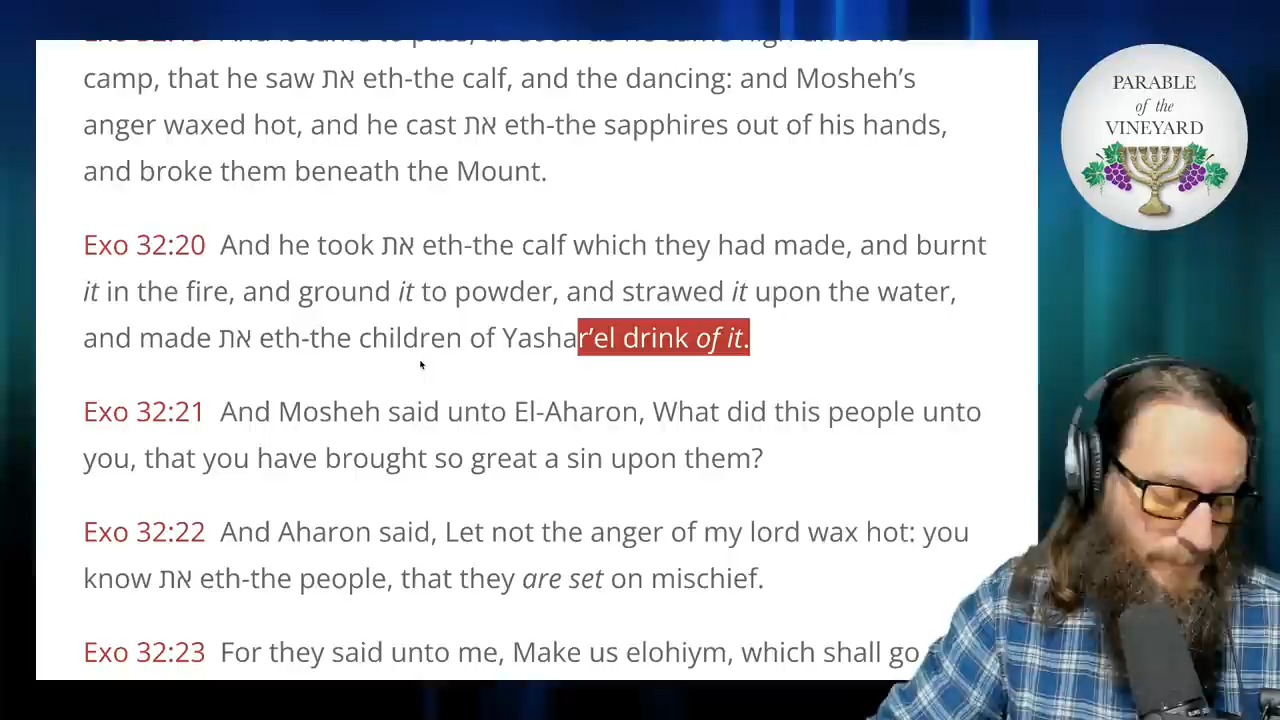 camp, that he saw את eth-the calf, and the dancing: and Mosheh’s
anger waxed hot, and he cast את eth-the sapphires out of his hands,
and broke them beneath the Mount.
Exo 32:20 And he took את eth-the calf which they had made, and burnt
it in the fire, and ground it to powder, and strawed it upon the water,
and made את eth-the children of Yashar’el drink of it.
Exo 32:21 And Mosheh said unto El-Aharon, What did this people unto
you, that you have brought so great a sin upon them?
Exo 32:22 And Aharon said, Let not the anger of my lord wax hot: you
know את eth-the people, that they are set on mischief.
Exo 32:23 For they said unto me, Make us elohiym, which shall go
PARABLE
of the
VINEYARD